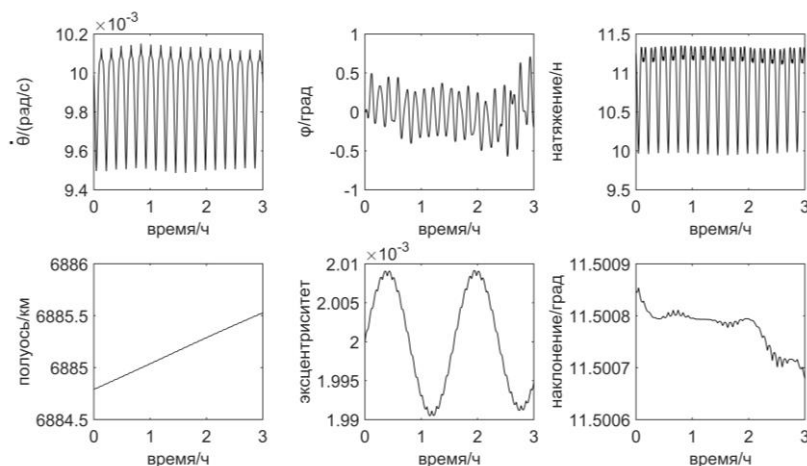 ×10⁻³
10.2
10
9.8
9.6
9.4
θ̇/(рад/с)
0 1 2 3
время/ч
1
0.5
0
-0.5
-1
φ/град
0 1 2 3
время/ч
11.5
11
10.5
10
9.5
натяжение/н
0 1 2 3
время/ч
6886
6885.5
6885
6884.5
полуось/км
0 1 2 3
время/ч
×10⁻³
2.01
2.005
2
1.995
1.99
эксцентриситет
0 1 2 3
время/ч
11.5009
11.5008
11.5007
11.5006
наклонение/град
0 1 2 3
время/ч